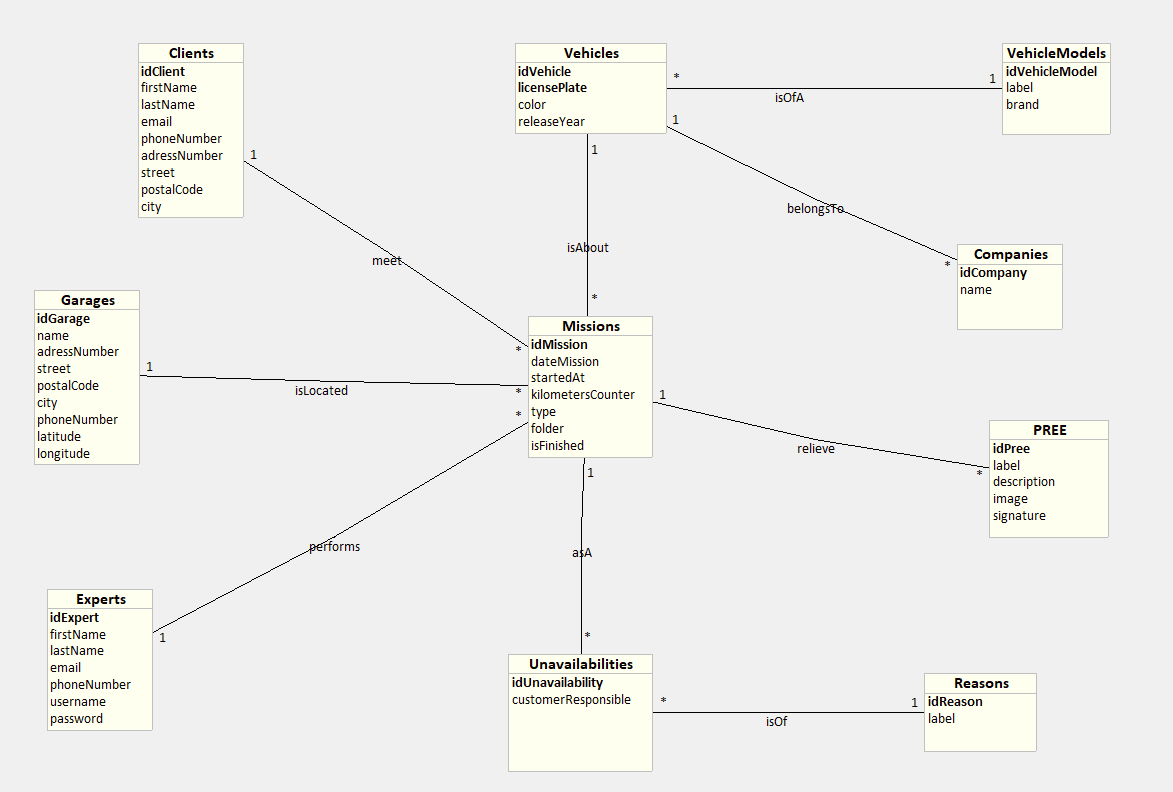 Clients
idClient
firstName
lastName
email
phoneNumber
adressNumber
street
postalCode
city
1
Vehicles
idVehicle
licensePlate
color
releaseYear
*
1
isOfA
VehicleModels
idVehicleModel
label
brand
1
belongsTo
*
Companies
idCompany
name
1
isAbout
*
meet
*
Garages
idGarage
name
adressNumber
street
postalCode
city
phoneNumber
latitude
longitude
1
isLocated
*
Missions
idMission
dateMission
startedAt
kilometersCounter
type
folder
isFinished
*
1
relieve
*
PREE
idPree
label
description
image
signature
performs
1
Experts
idExpert
firstName
lastName
email
phoneNumber
username
password
1
asA
*
Unavailabilities
idUnavailability
customerResponsible
*
1
isOf
Reasons
idReason
label